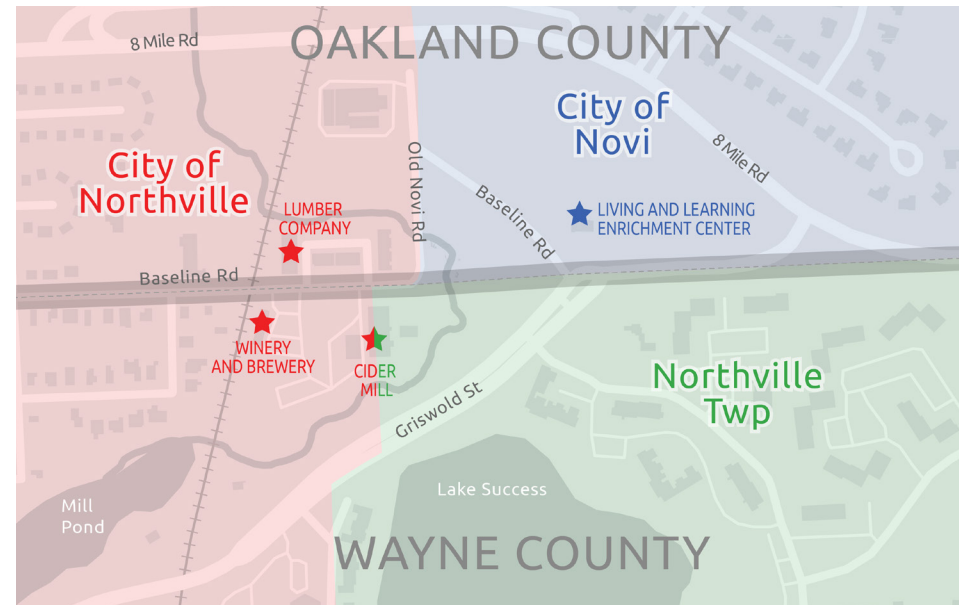 OAKLAND COUNTY
8 Mile Rd
City of
Novi
8 Mile Rd
City of
Northville
Old Novi Rd
Baseline Rd
LUMBER
COMPANY
LIVING AND LEARNING
ENRICHMENT CENTER
Baseline Rd
WINERY
AND BREWERY
CIDER
MILL
Northville
Twp
Griswold St
Lake Success
Mill
Pond
WAYNE COUNTY